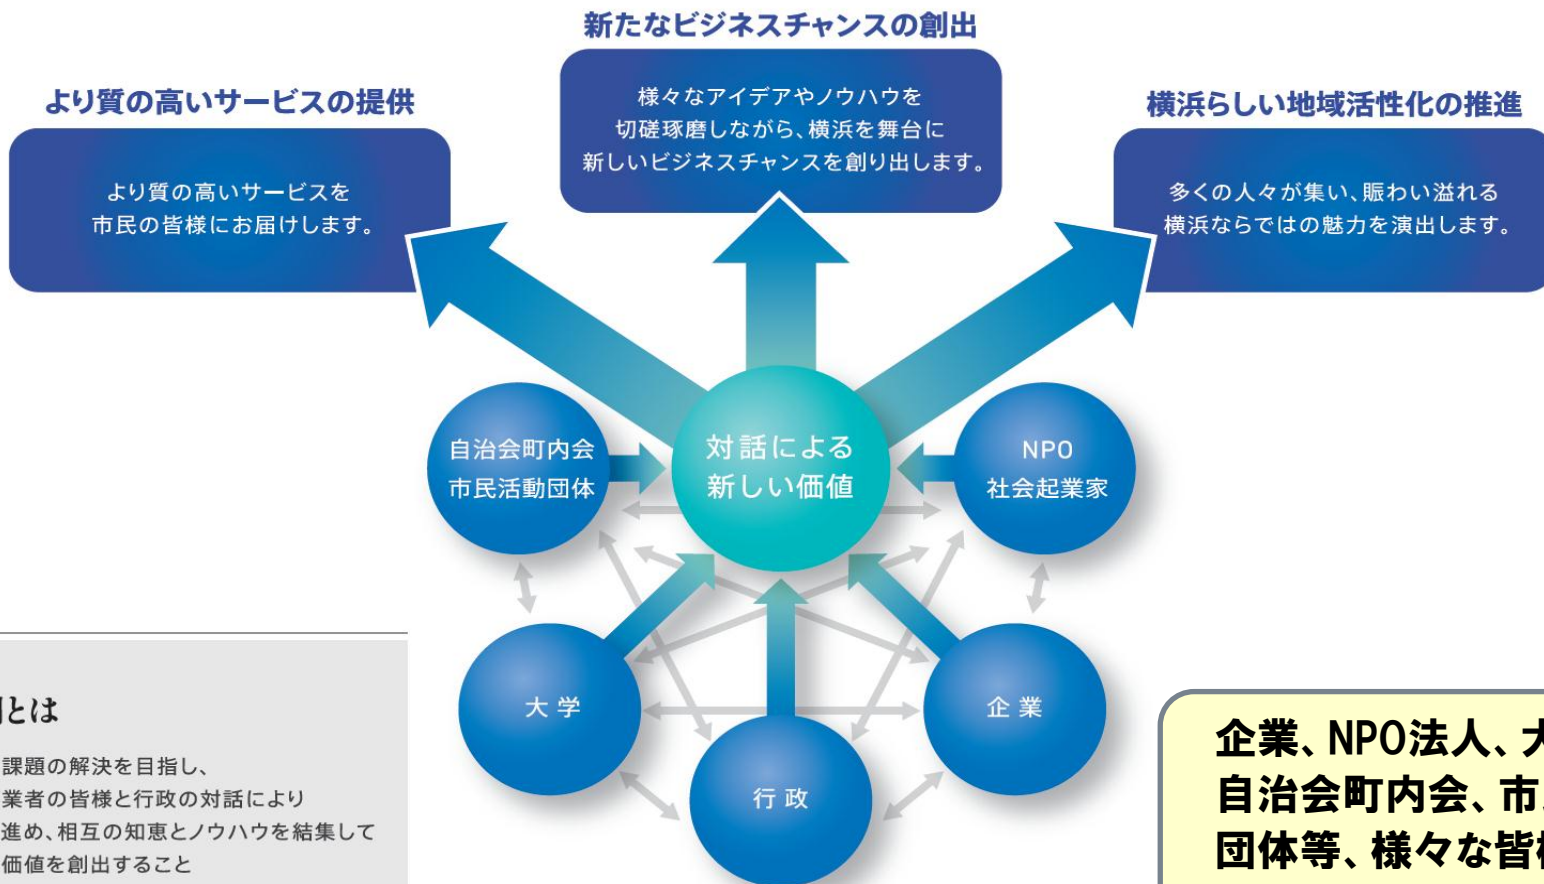 新たなビジネスチャンスの創出
様々なアイデアやノウハウを
切磋琢磨しながら、横浜を舞台に
新しいビジネスチャンスを創り出します。
より質の高いサービスの提供
より質の高いサービスを
市民の皆様にお届けします。
横浜らしい地域活性化の推進
多くの人々が集い、賑わい溢れる
横浜ならではの魅力を演出します。
対話による
新しい価値
自治会町内会
市民活動団体
NPO
社会起業家
大学
企業
行政
とは
課題の解決を目指し、
業者の皆様と行政の対話により
進め、相互の知恵とノウハウを結集して
価値を創出すること
企業、NPO法人、大
自治会町内会、市
団体等、様々な皆